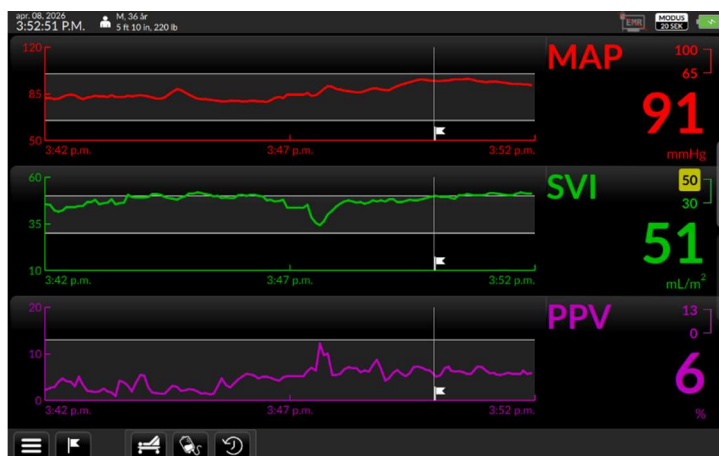 apr. 08, 2026
3:52:51 P.M.
M, 36 år
5 ft 10 in, 220 lb
EMR
MODUS
20 SEK
120
85
50
3:42 p.m.
3:47 p.m.
3:52 p.m.
MAP
100
65
91
mmHg
60
35
10
3:42 p.m.
3:47 p.m.
3:52 p.m.
SVI
50
30
51
mL/m²
20
10
0
3:42 p.m.
3:47 p.m.
3:52 p.m.
PPV
13
0
6
%